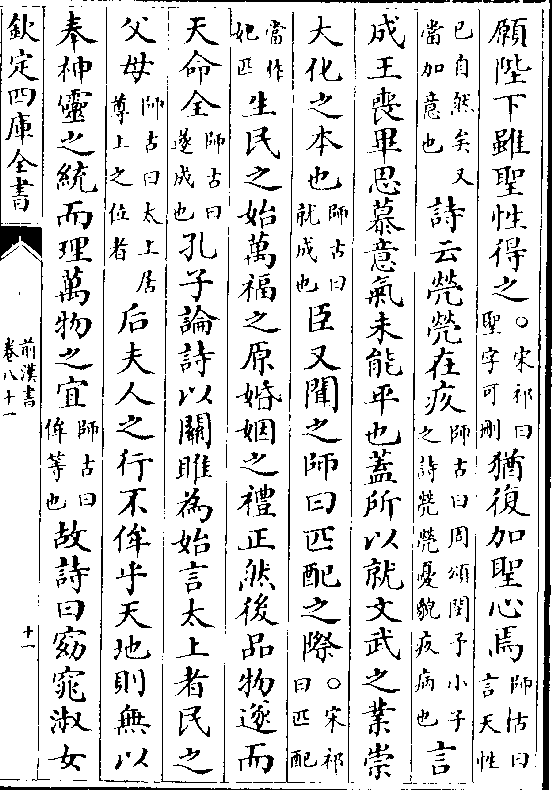 願陛下雖聖性得之○宋祁曰聖字可刪猶復加聖心焉師古曰言天性
已自然矣又當加意也詩云煢煢在疚師古曰周頌閔予小子之詩煢煢憂貌疚病也言
成王喪畢思慕意氣未能平也蓋所以就文武之業崇
大化之本也師古曰就成也臣又聞之師曰匹配之際○宋祁曰匹配
當作妃匹生民之始萬福之原婚姻之禮正然後品物遂而
天命全師古曰遂成也孔子論詩以關雎為始言太上者民之
父母師古曰太上居尊上之位者后夫人之行不侔乎天地則無以
奉神靈之統而理萬物之宜師古曰侔等也故詩曰窈窕淑女
欽定四庫全書
前漢書
卷八十一
十一